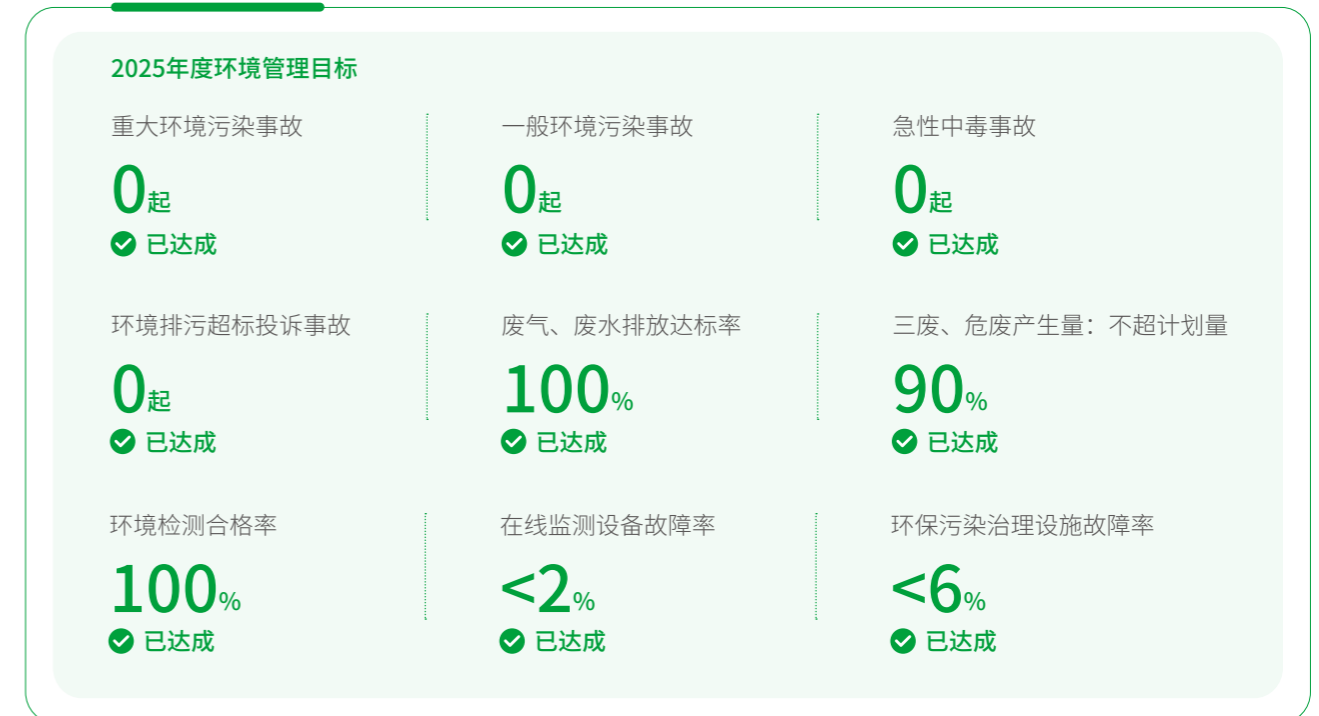 2025年度环境管理目标
重大环境污染事故
0起
已达成
一般环境污染事故
0起
已达成
急性中毒事故
0起
已达成
环境排污超标投诉事故
0起
已达成
废气、废水排放达标率
100%
已达成
三废、危废产生量：不超计划量
90%
已达成
环境检测合格率
100%
已达成
在线监测设备故障率
<2%
已达成
环保污染治理设施故障率
<6%
已达成